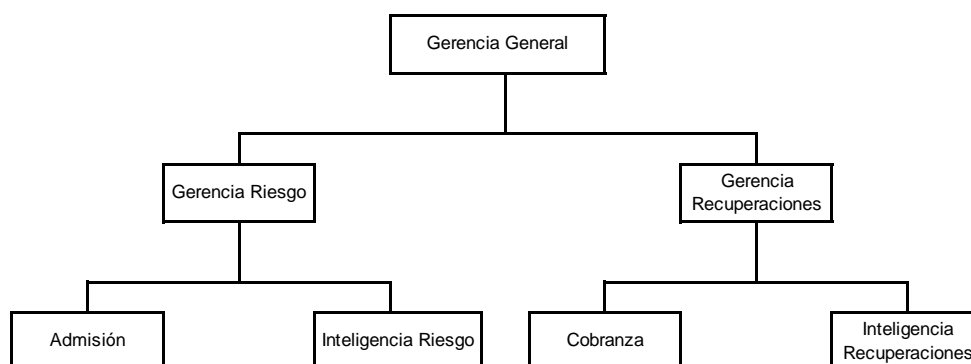 Gerencia General
Gerencia Riesgo
Gerencia
Recuperaciones
Admisión
Inteligencia Riesgo
Cobranza
Inteligencia
Recuperaciones